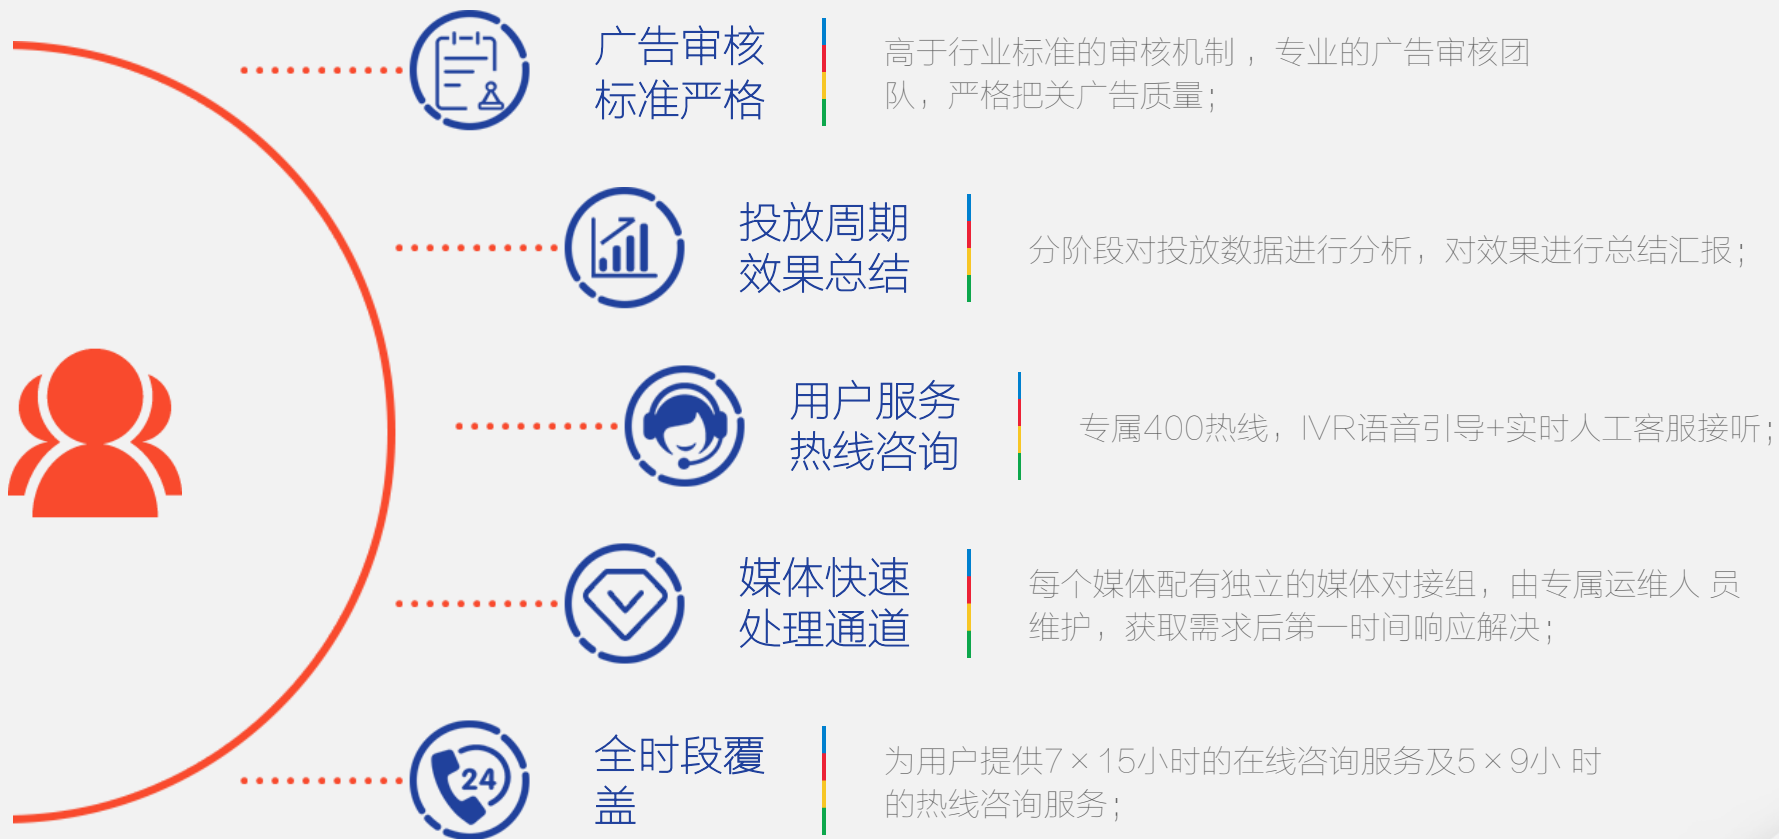 广告审核
标准严格
高于行业标准的审核机制，专业的广告审核团
队，严格把关广告质量；
投放周期
效果总结
分阶段对投放数据进行分析，对效果进行总结汇报；
用户服务
热线咨询
专属400热线，IVR语音引导+实时人工客服接听；
媒体快速
处理通道
每个媒体配有独立的媒体对接组，由专属运维人 员
维护，获取需求后第一时间响应解决；
24
全时段覆
盖
为用户提供7×15小时的在线咨询服务及5×9小 时
的热线咨询服务；